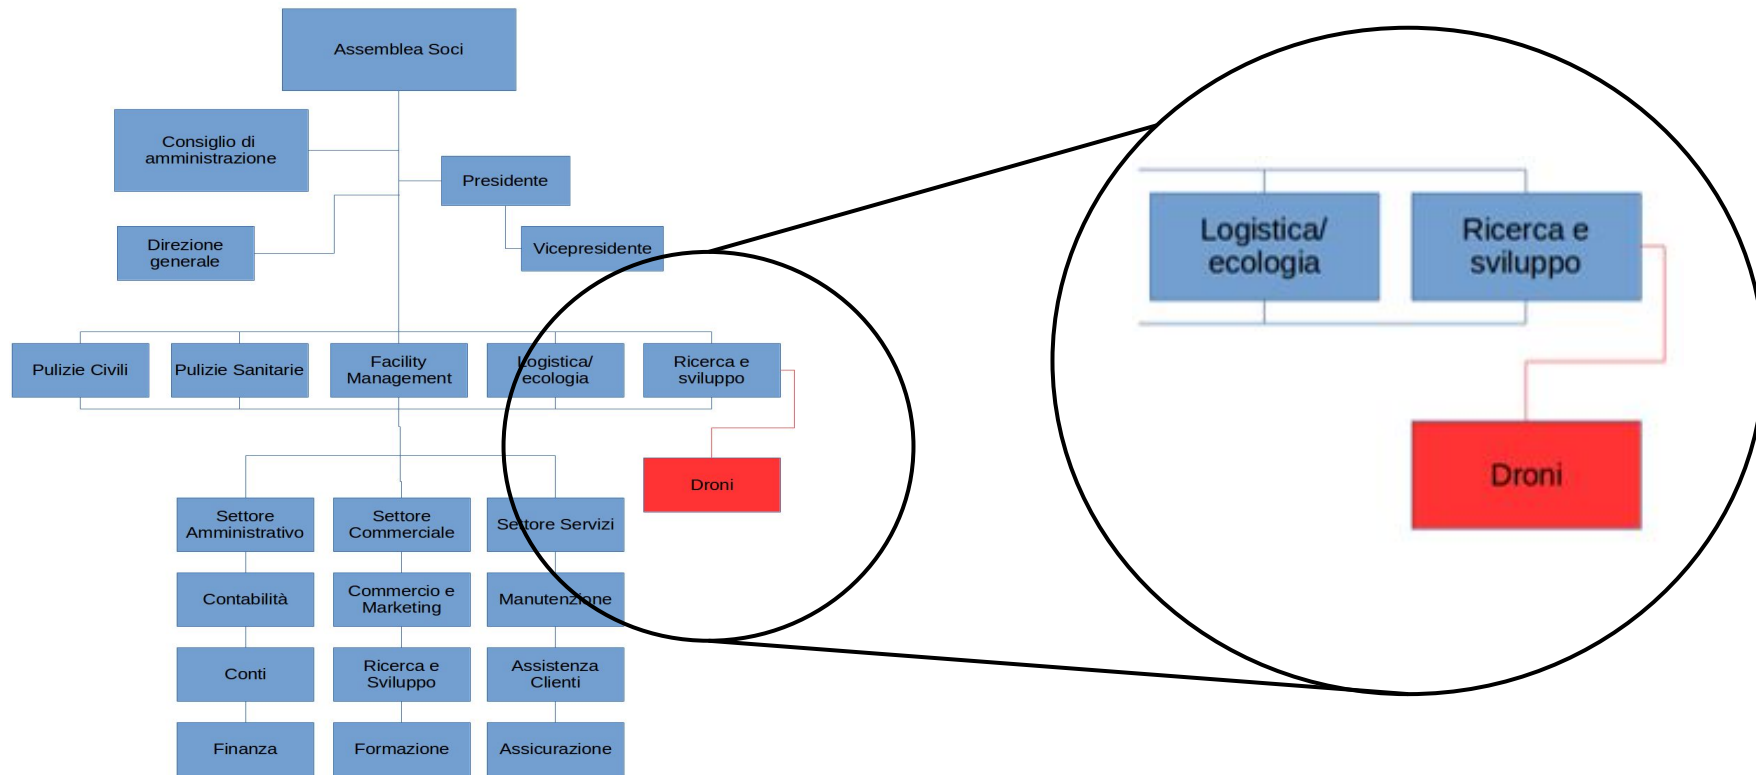 Assemblea Soci
Consiglio di
amministrazione
Presidente
Direzione
generale
Vicepresidente
Pulizie Civili
Pulizie Sanitarie
Facility
Management
Logistica/
ecologia
Ricerca e
sviluppo
Droni
Settore
Amministrativo
Settore
Commerciale
Settore Servizi
Contabilità
Commercio e
Marketing
Manutenzione
Conti
Ricerca e
Sviluppo
Assistenza
Clienti
Finanza
Formazione
Assicurazione
Logistica/
ecologia
Ricerca e
sviluppo
Droni